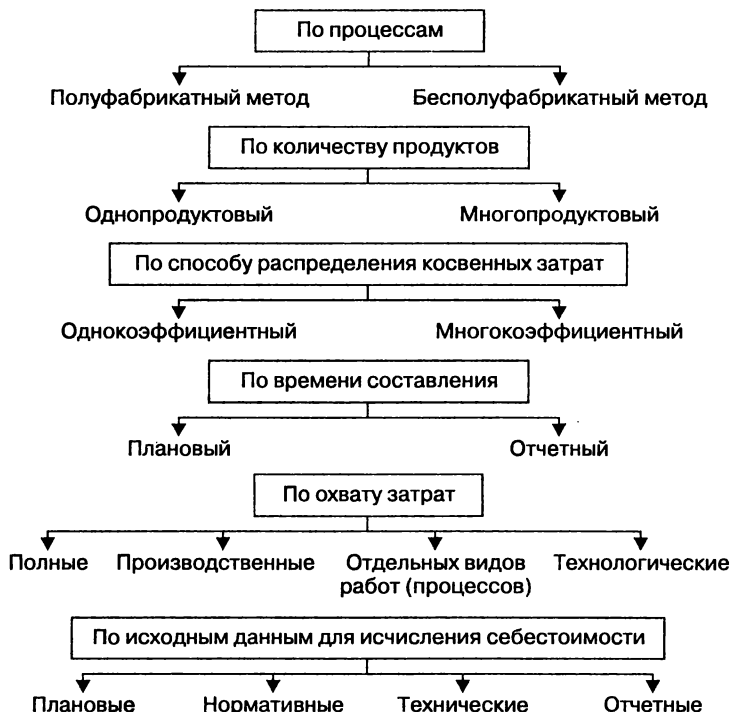 По процессам
Полуфабрикатный метод Бесполуфабрикатный метод
По количеству продуктов
Однопродуктовый Многопродуктовый
По способу распределения косвенных затрат
Однокоэффициентный Многокоэффициентный
По времени составления
Плановый Отчетный
По охвату затрат
Полные Производственные Отдельных видов Технологические
работ (процессов)
По исходным данным для исчисления себестоимости
Плановые Нормативные Технические Отчетные